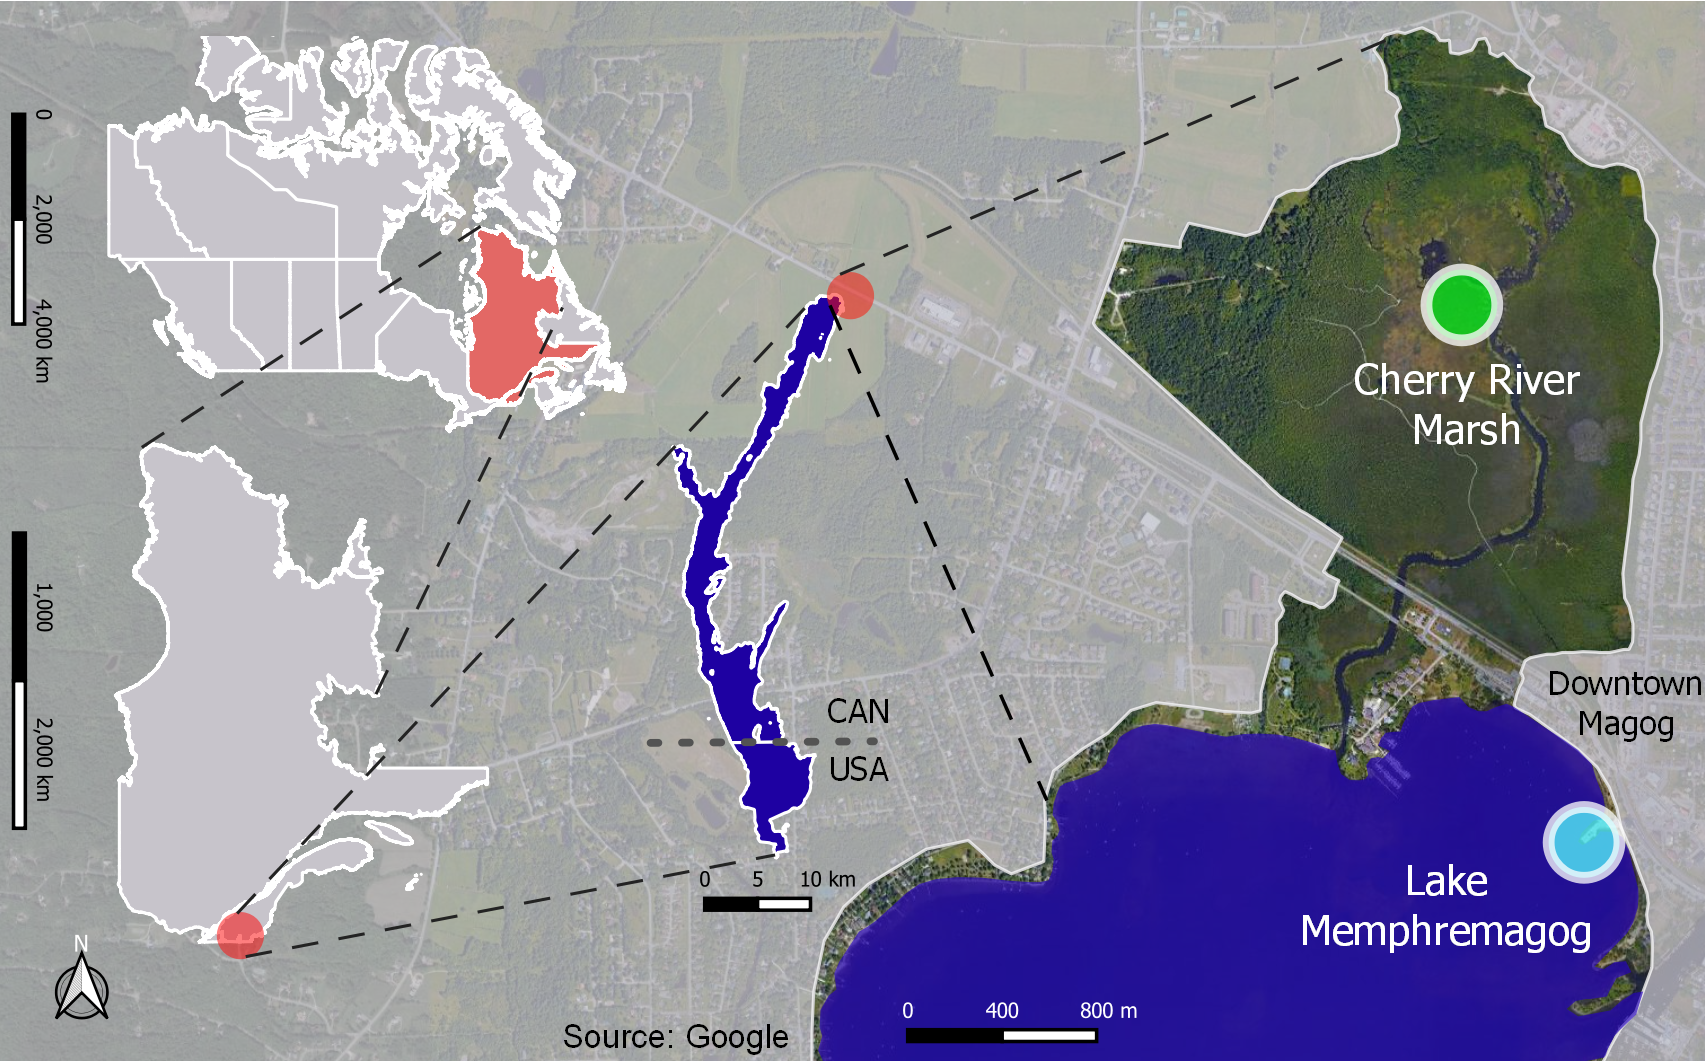 0
2,000
4,000 km
Cherry River
Marsh
1,000
2,000 km
CAN
USA
Downtown
Magog
0 5 10 km
Lake
Memphremagog
N
0 400 800 m
Source: Google